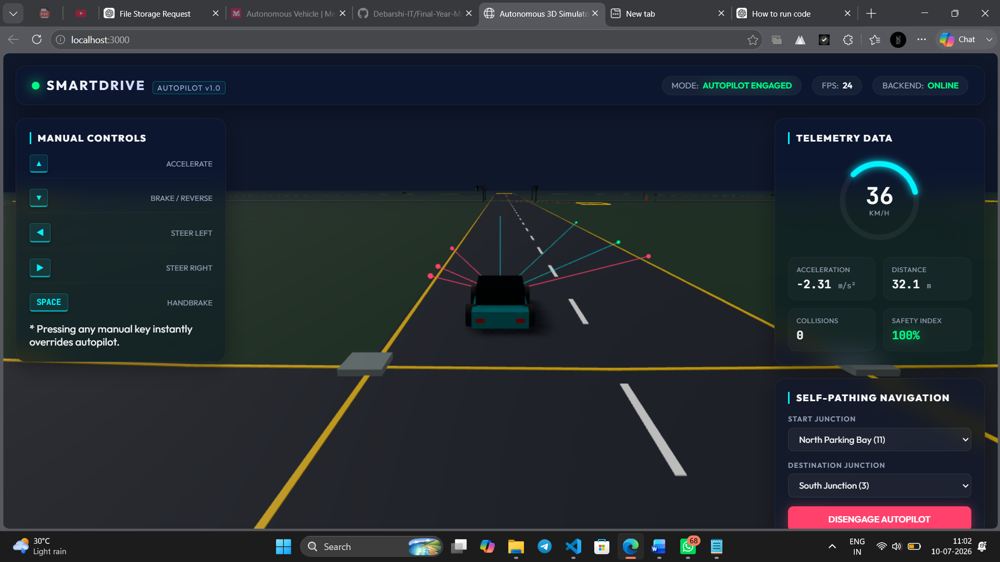 File Storage Request
Autonomous Vehicle | Me
Debarshi-IT/Final-Year-M
Autonomous 3D Simulato
New tab
How to run code
localhost:3000
Chat
SMARTDRIVE
AUTOPILOT v1.0
MODE: AUTOPILOT ENGAGED
FPS: 24
BACKEND: ONLINE
MANUAL CONTROLS
▲ ACCELERATE
▼ BRAKE / REVERSE
◀ STEER LEFT
▶ STEER RIGHT
SPACE HANDBRAKE
* Pressing any manual key instantly
overrides autopilot.
TELEMETRY DATA
36
KM/H
ACCELERATION
-2.31 m/s²
DISTANCE
32.1 m
COLLISIONS
0
SAFETY INDEX
100%
SELF-PATHING NAVIGATION
START JUNCTION
North Parking Bay (11)
DESTINATION JUNCTION
South Junction (3)
DISENGAGE AUTOPILOT
30°C
Light rain
Search
68
ENG
IN
11:02
10-07-2026